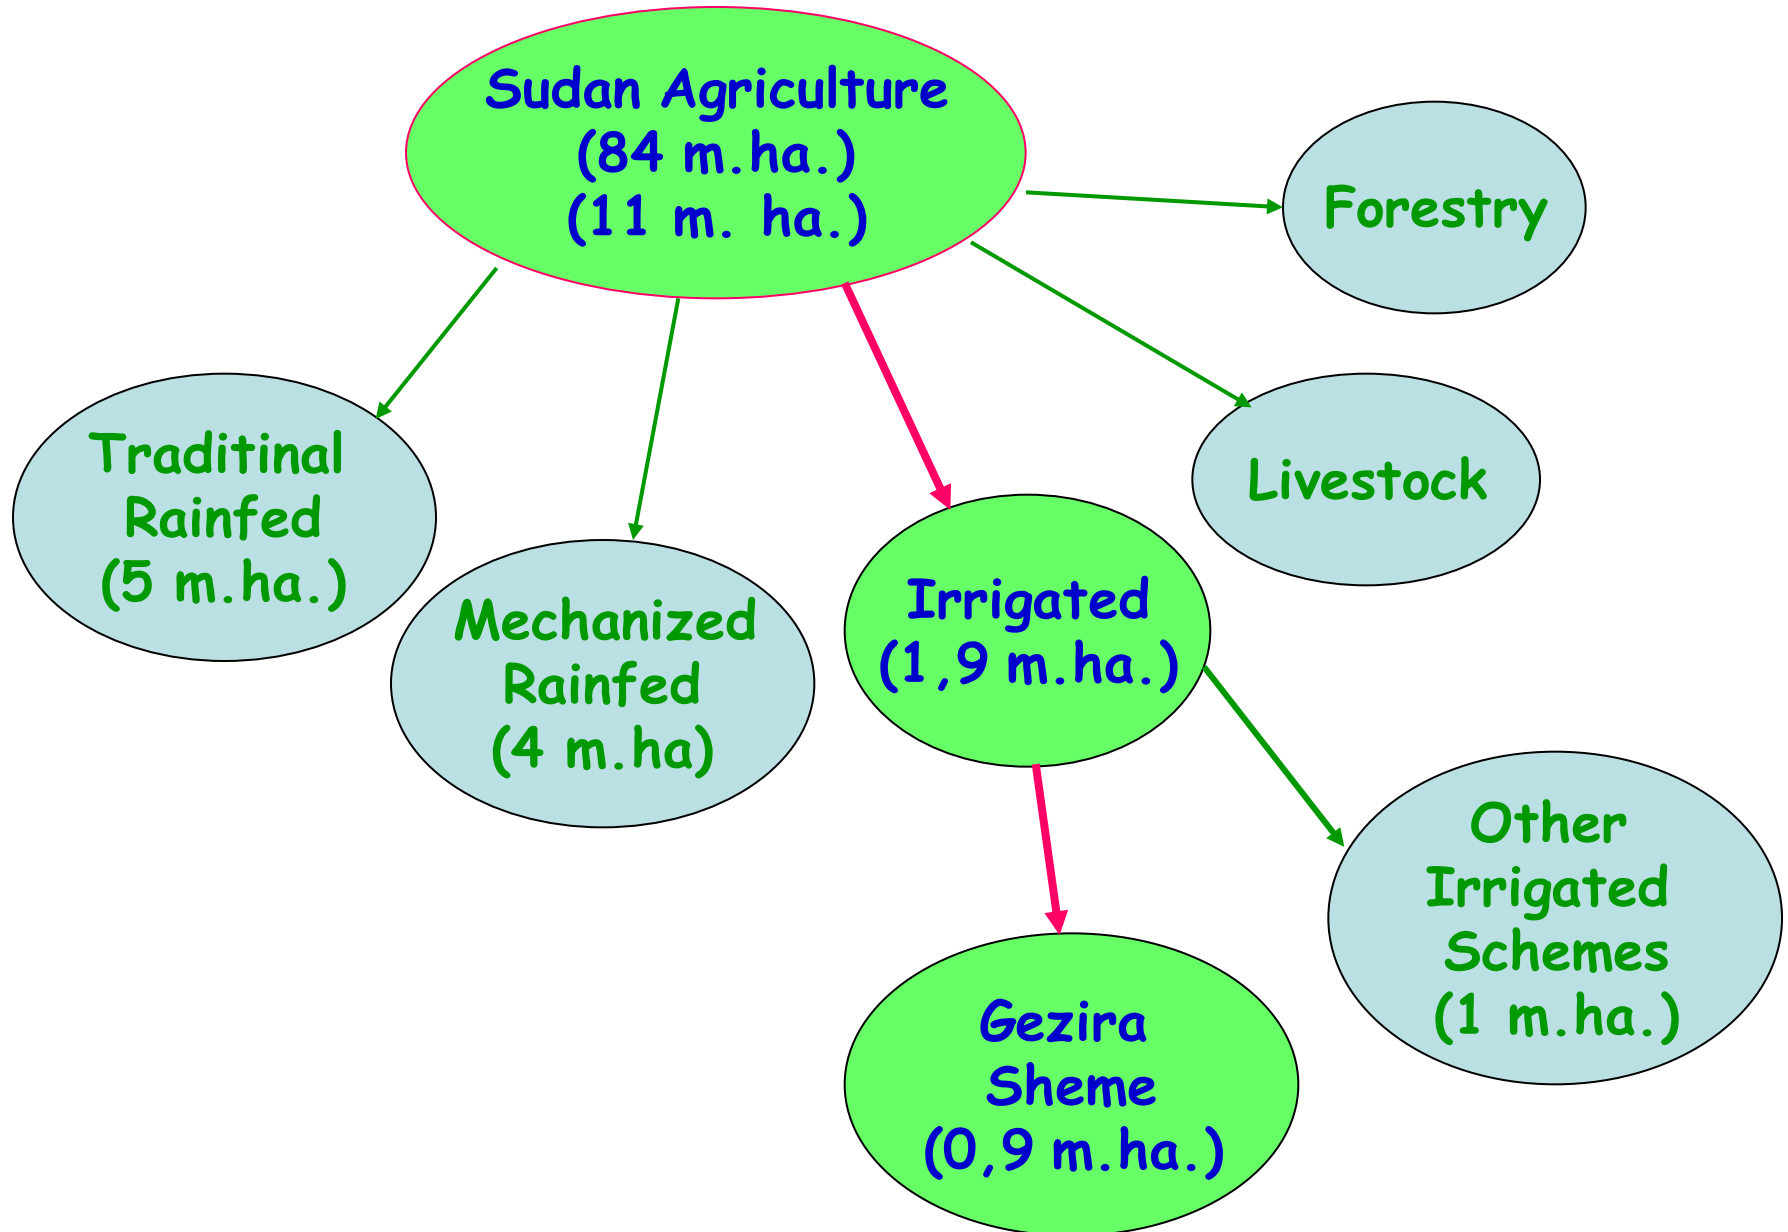 Sudan Agriculture
(84 m.ha.)
(11 m. ha.)
Forestry
Livestock
Traditinal
Rainfed
(5 m.ha.)
Mechanized
Rainfed
(4 m.ha)
Irrigated
(1,9 m.ha.)
Other
Irrigated
Schemes
(1 m.ha.)
Gezira
Sheme
(0,9 m.ha.)